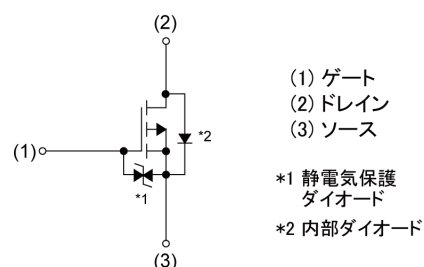 (2)
(1)
*2
*1
(3)
(1) ゲート
(2) ドレイン
(3) ソース
*1 静電気保護
ダイオード
*2 内部ダイオード